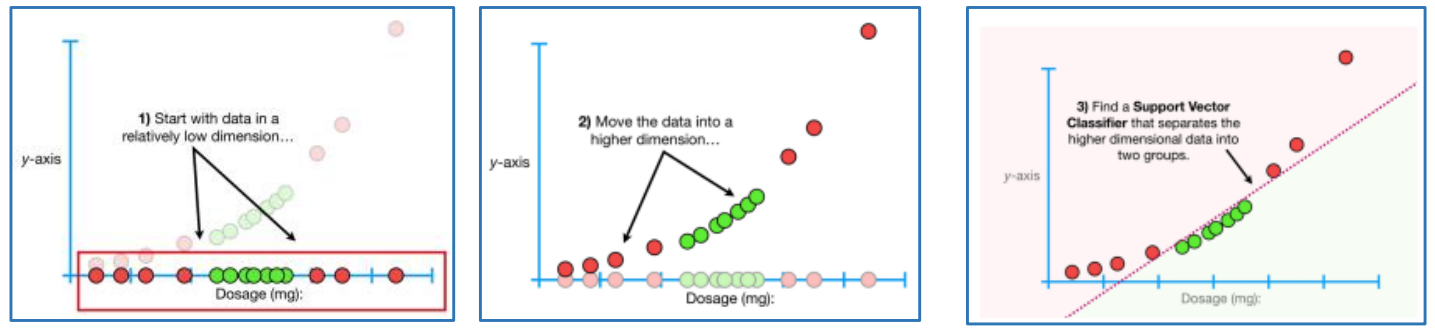 1) Start with data in a
relatively low dimension...
y-axis
Dosage (mg):
2) Move the data into a
higher dimension...
y-axis
Dosage (mg):
3) Find a Support Vector
Classifier that separates the
higher dimensional data into
two groups.
y-axis
Dosage (mg):